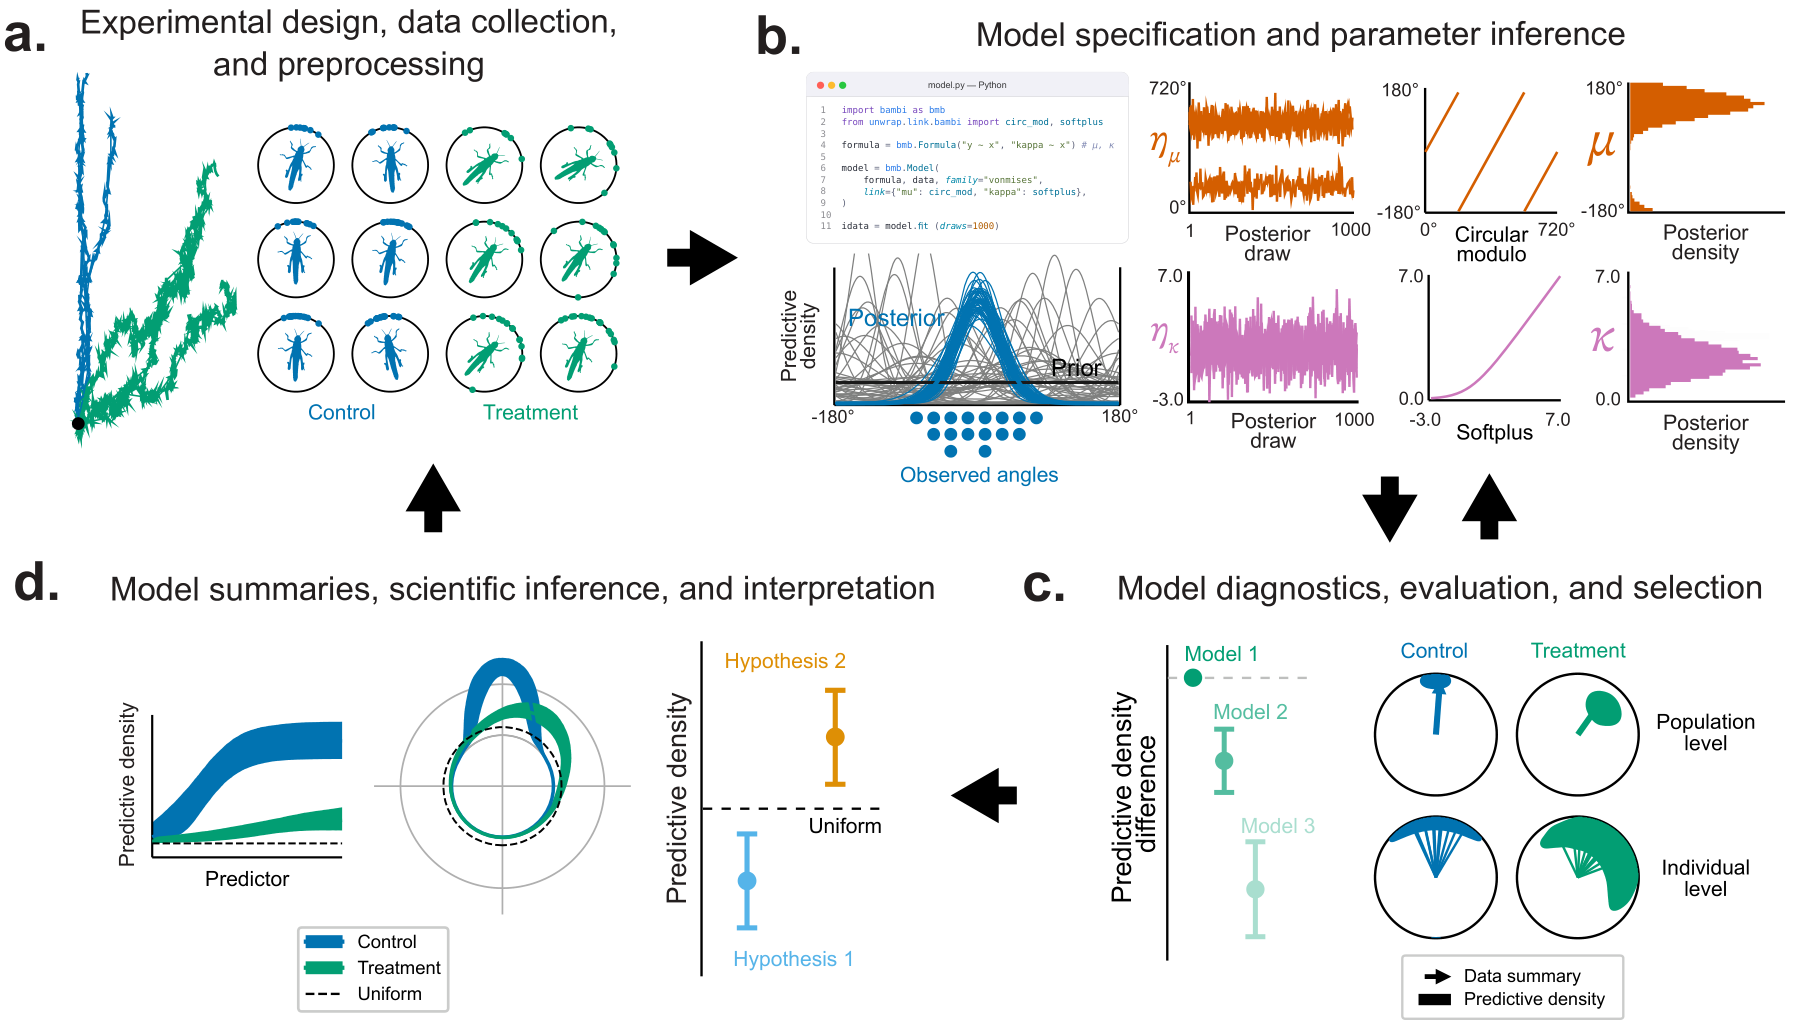 a.
Experimental design, data collection,
and preprocessing
Control
Treatment
b.
Model specification and parameter inference
model.py — Python
1 import bambi as bmb
2 from unwrap.link.bambi import circ_mod, softplus
3
4 formula = bmb.Formula("y ~ x", "kappa ~ x") # μ, κ
5
6 model = bmb.Model(
7 formula, data, family="vonmises",
8 link={"mu": circ_mod, "kappa": softplus},
9 )
10
11 idata = model.fit (draws=1000)
Predictive
density
Posterior
Prior
-180°
180°
Observed angles
720°
ημ
0°
1
Posterior
draw
1000
180°
-180°
0°
Circular
modulo
720°
180°
μ
-180°
Posterior
density
7.0
ηκ
-3.0
1
Posterior
draw
1000
7.0
0.0
-3.0
Softplus
7.0
7.0
κ
0.0
Posterior
density
c.
Model diagnostics, evaluation, and selection
Predictive density
difference
Model 1
Model 2
Model 3
Control
Treatment
Population
level
Individual
level
Data summary
Predictive density
d.
Model summaries, scientific inference, and interpretation
Predictive density
Predictor
Control
Treatment
Uniform
Predictive density
Hypothesis 2
Uniform
Hypothesis 1